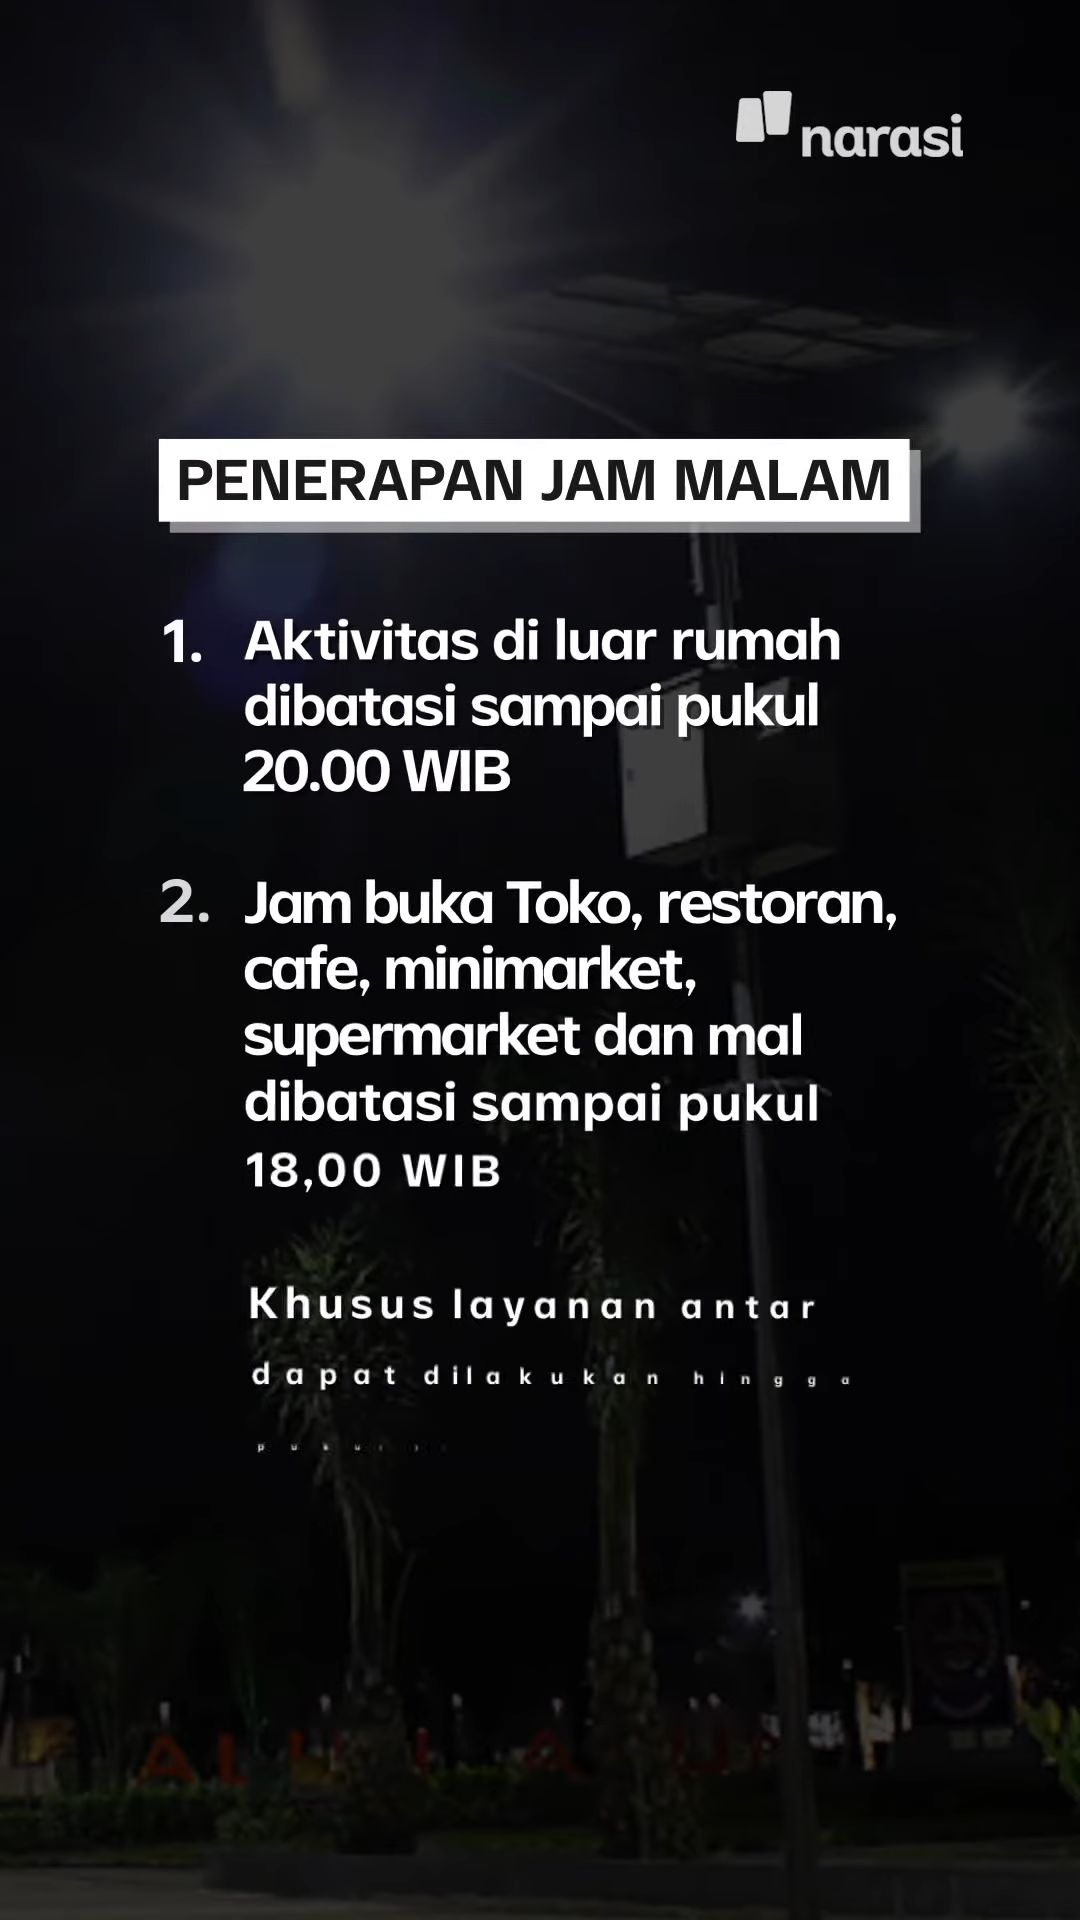 narasi
PENERAPAN JAM MALAM
1. Aktivitas di luar rumah
dibatasi sampai pukul
20.00 WIB
2. Jam buka Toko, restoran,
cafe, minimarket,
supermarket dan mal
dibatasi sampai pukul
18,00 WIB
Khusus layanan antar
dapat dilakukan hingga